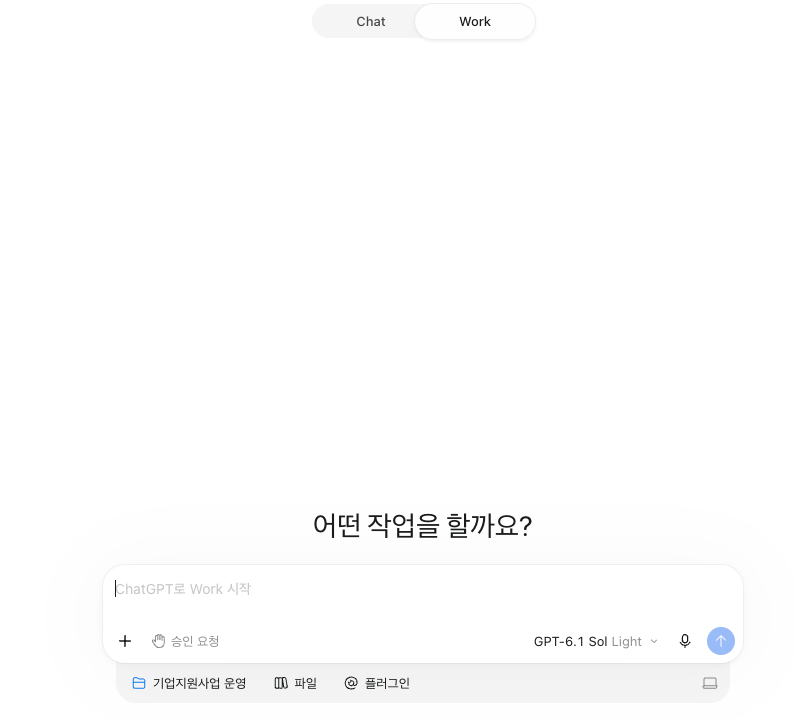 Chat Work
어떤 작업을 할까요?
ChatGPT로 Work 시작
승인 요청 GPT-6.1 Sol Light
기업지원사업 운영 파일 플러그인